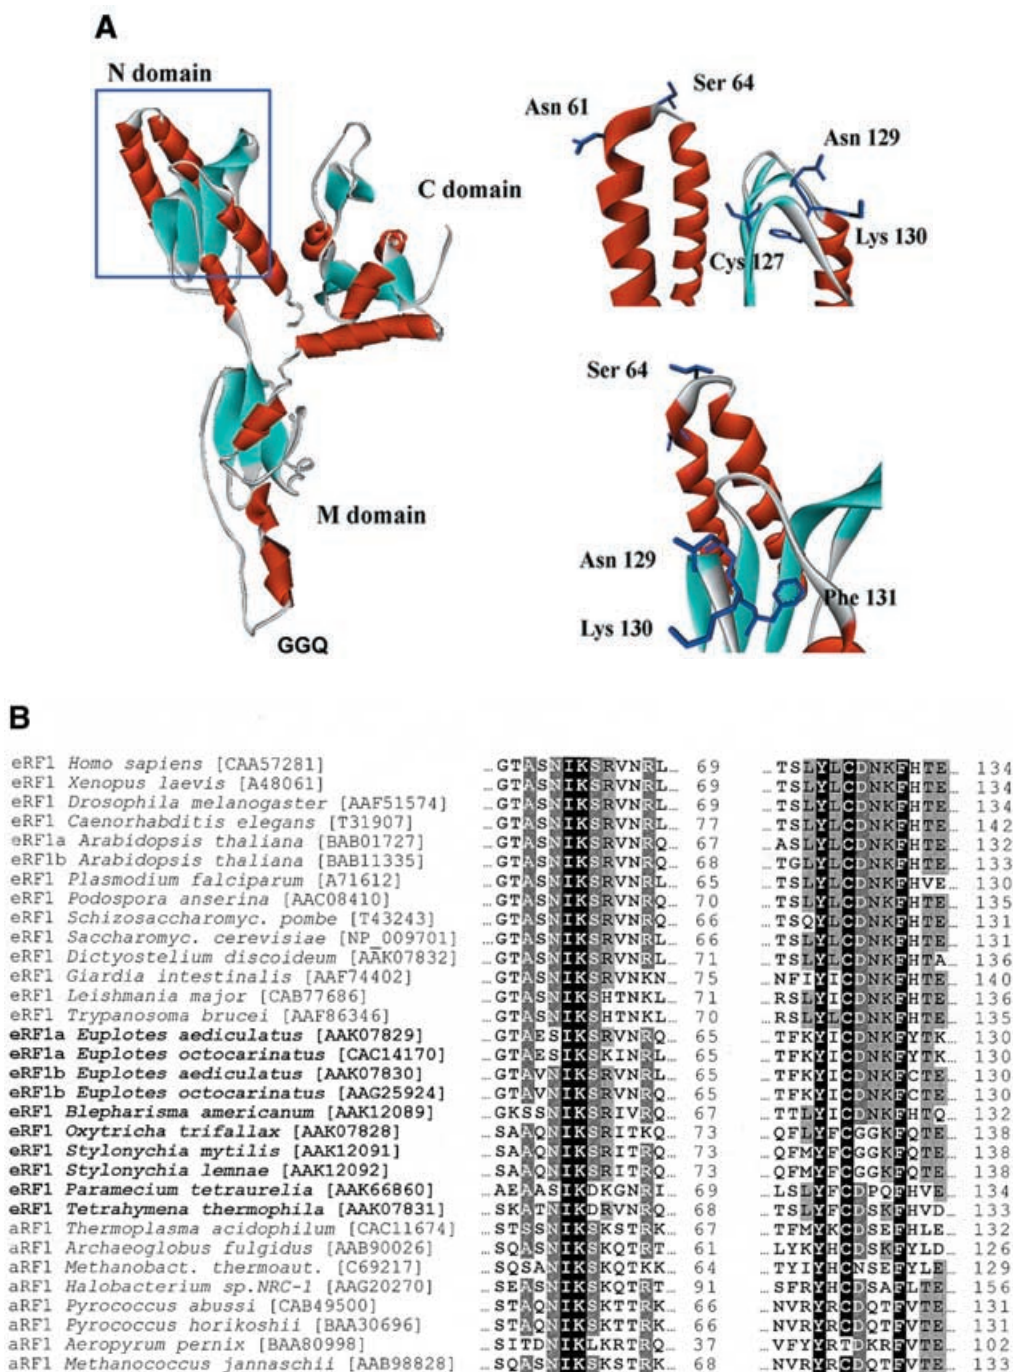 A
N domain
C domain
M domain
GGQ
Asn 61
Ser 64
Asn 129
Lys 130
Cys 127
Ser 64
Asn 129
Lys 130
Phe 131
B
eRF1 Homo sapiens [CAA57281] ...GTASNIKSRVNRL... 69 ...TSLYLCDNKFHTE... 134
eRF1 Xenopus laevis [A48061] ...GTASNIKSRVNRL... 69 ...TSLYLCDNKFHTE... 134
eRF1 Drosophila melanogaster [AAF51574] ...GTASNIKSRVNRL... 69 ...TSLYLCDNKFHTE... 134
eRF1 Caenorhabditis elegans [T31907] ...GTASNIKSRVNRL... 77 ...TSLYLCDNKFHTE... 142
eRF1a Arabidopsis thaliana [BAB01727] ...GTASNIKSRVNRQ... 67 ...ASLYLCDNKFHTE... 132
eRF1b Arabidopsis thaliana [BAB11335] ...GTASNIKSRVNRQ... 68 ...TGLYLCDNKFHTE... 133
eRF1 Plasmodium falciparum [A71612] ...GTASNIKSRVNRL... 65 ...TSLYLCDNKFHVE... 130
eRF1 Podospora anserina [AAC08410] ...GTASNIKSRVNRQ... 70 ...TSLYLCDNKFHTE... 135
eRF1 Schizosaccharomyc. pombe [T43243] ...GTASNIKSRVNRQ... 66 ...TSQYLCDNKFHTE... 131
eRF1 Saccharomyc. cerevisiae [NP_009701] ...GTASNIKSRVNRL... 66 ...TSLYLCDNKFHTE... 131
eRF1 Dictyostelium discoideum [AAK07832] ...GTASNIKSRVNRL... 71 ...TSLYLCDNKFHTA... 136
eRF1 Giardia intestinalis [AAF74402] ...GTASNIKSRVNKN... 75 ...NFIYICDNKFHTE... 140
eRF1 Leishmania major [CAB77686] ...GTASNIKSHTNKL... 71 ...RSLYICDNKFHTE... 136
eRF1 Trypanosoma brucei [AAF86346] ...GTASNIKSHTNKL... 70 ...RSLYLCDNKFHTE... 135
eRF1a Euplotes aediculatus [AAK07829] ...GTAESIKSRVNRQ... 65 ...TFKYICDNKFYTK... 130
eRF1a Euplotes octocarinatus [CAC14170] ...GTAESIKSKINRL... 65 ...TFKYICDNKFYTK... 130
eRF1b Euplotes aediculatus [AAK07830] ...GTAVNIKSRVNRL... 65 ...TFKYICDNKFCTE... 130
eRF1b Euplotes octocarinatus [AAG25924] ...GTAVNIKSRVNRQ... 65 ...TFKYICDNKFCTE... 130
eRF1 Blepharisma americanum [AAK12089] ...GKSSNIKSRIVRQ... 67 ...TTLYICDNKFHTQ... 132
eRF1 Oxytricha trifallax [AAK07828] ...SAAQNIKSRITKQ... 73 ...QFLYFCGGKFQTE... 138
eRF1 Stylonychia mytilis [AAK12091] ...SAAQNIKSRITRQ... 73 ...QFMYFCGGKFQTE... 138
eRF1 Stylonychia lemnae [AAK12092] ...SAAQNIKSRITRQ... 73 ...QFMYFCGGKFQTE... 138
eRF1 Paramecium tetraurelia [AAK66860] ...AEAASIKDKGNRI... 69 ...LSLYFCDPQFHVE... 134
eRF1 Tetrahymena thermophila [AAK07831] ...SKATNIKDRVNRQ... 68 ...TSLYFCDSKFHVD... 133
aRF1 Thermoplasma acidophilum [CAC11674] ...STSSNIKSKSTRK... 67 ...TFMYKCDSEFHLE... 132
aRF1 Archaeoglobus fulgidus [AAB90026] ...SQASNIKSKQTRT... 61 ...LYKYHCDSKFYLD... 126
aRF1 Methanobact. thermoaut. [C69217] ...SQSANIKSKQTKK... 64 ...TYIYHCNSEFYLE... 129
aRF1 Halobacterium sp.NRC-1 [AAG20270] ...SEASNIKSKQTRT... 91 ...SFRYHCDSAFLTE... 156
aRF1 Pyrococcus abussi [CAB49500] ...STAQNIKSKTTRK... 66 ...NVRYRCDQTFVTE... 131
aRF1 Pyrococcus horikoshii [BAA30696] ...STAQNIKSKTTRK... 66 ...NVRYRCDQTFVTE... 131
aRF1 Aeropyrum pernix [BAA80998] ...SITDNIKLKRTRQ... 37 ...VFYYRTDKRFVTE... 102
aRF1 Methanococcus jannaschii [AAB98828] ...SQASNIKSKSTRK... 68 ...NVRYRCDQTFVTE... 133